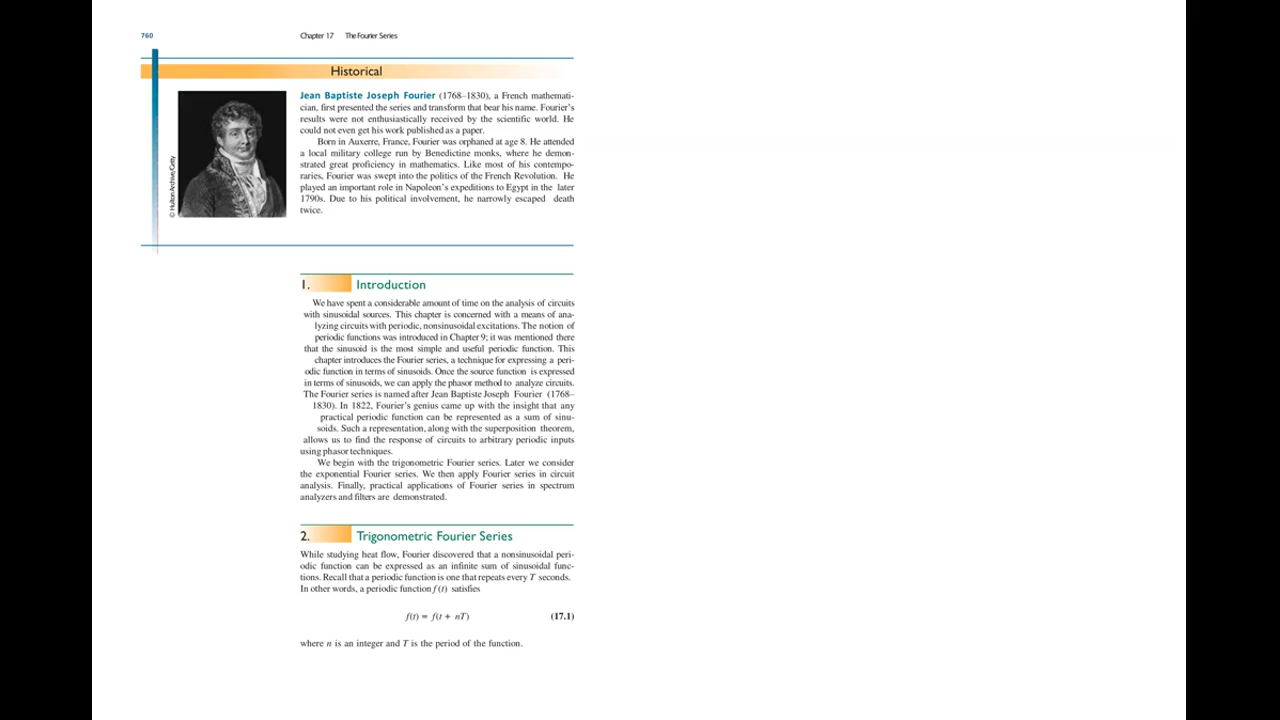 760
Chapter 17 The Fourier Series
Historical
Jean Baptiste Joseph Fourier (1768–1830), a French mathemati-
cian, first presented the series and transform that bear his name. Fourier's
results were not enthusiastically received by the scientific world. He
could not even get his work published as a paper.
Born in Auxerre, France, Fourier was orphaned at age 8. He attended
a local military college run by Benedictine monks, where he demon-
strated great proficiency in mathematics. Like most of his contempo-
raries, Fourier was swept into the politics of the French Revolution. He
played an important role in Napoleon's expeditions to Egypt in the later
1790s. Due to his political involvement, he narrowly escaped death
twice.
© Hulton Archive/Getty
1. Introduction
We have spent a considerable amount of time on the analysis of circuits
with sinusoidal sources. This chapter is concerned with a means of ana-
lyzing circuits with periodic, nonsinusoidal excitations. The notion of
periodic functions was introduced in Chapter 9; it was mentioned there
that the sinusoid is the most simple and useful periodic function. This
chapter introduces the Fourier series, a technique for expressing a peri-
odic function in terms of sinusoids. Once the source function is expressed
in terms of sinusoids, we can apply the phasor method to analyze circuits.
The Fourier series is named after Jean Baptiste Joseph Fourier (1768–
1830). In 1822, Fourier's genius came up with the insight that any
practical periodic function can be represented as a sum of sinu-
soids. Such a representation, along with the superposition theorem,
allows us to find the response of circuits to arbitrary periodic inputs
using phasor techniques.
We begin with the trigonometric Fourier series. Later we consider
the exponential Fourier series. We then apply Fourier series in circuit
analysis. Finally, practical applications of Fourier series in spectrum
analyzers and filters are demonstrated.
2. Trigonometric Fourier Series
While studying heat flow, Fourier discovered that a nonsinusoidal peri-
odic function can be expressed as an infinite sum of sinusoidal func-
tions. Recall that a periodic function is one that repeats every T seconds.
In other words, a periodic function f(t) satisfies
f(t) = f(t + nT) (17.1)
where n is an integer and T is the period of the function.